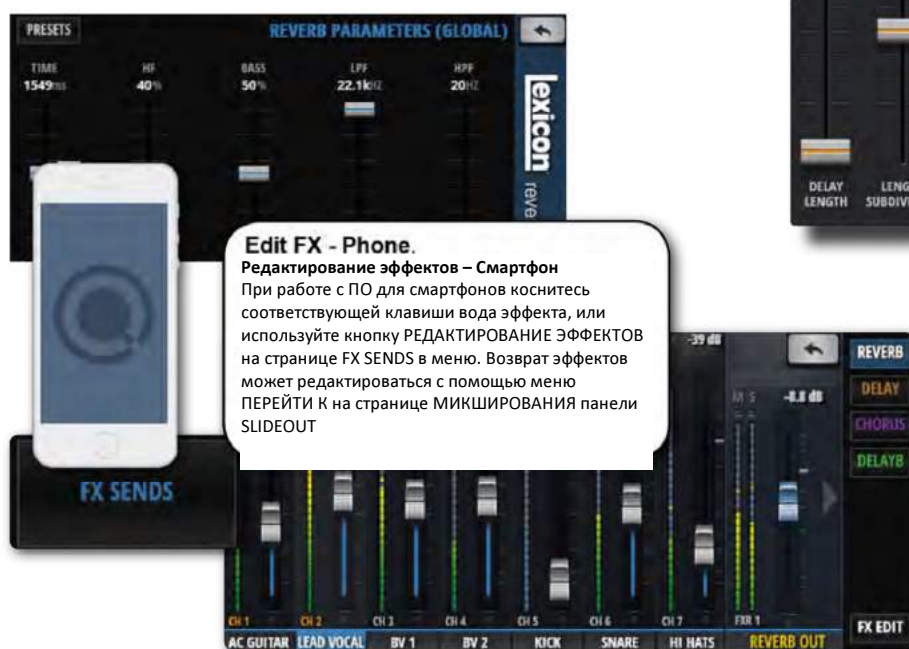 PRESETS
REVERB PARAMETERS (GLOBAL)
TIME HF BASS LPF HPF
1549ms 40% 50% 22.1kHZ 20HZ
lexicon
DELAY LENGTH
Edit FX - Phone.
Редактирование эффектов – Смартфон
При работе с ПО для смартфонов коснитесь
соответствующей клавиши вода эффекта, или
используйте кнопку РЕДАКТИРОВАНИЕ ЭФФЕКТОВ
на странице FX SENDS в меню. Возврат эффектов
может редактироваться с помощью меню
ПЕРЕЙТИ К на странице МИКШИРОВАНИЯ панели
SLIDEOUT
FX SENDS
-39 dB
M S -8.8 dB
REVERB
DELAY
CHORUS
DELAYB
CH 1 CH 2 CH 3 CH 4 CH 5 CH 6 CH 7 FXR 1
AC GUITAR LEAD VOCAL BV 1 BV 2 KICK SNARE HI HATS REVERB OUT
FX EDIT